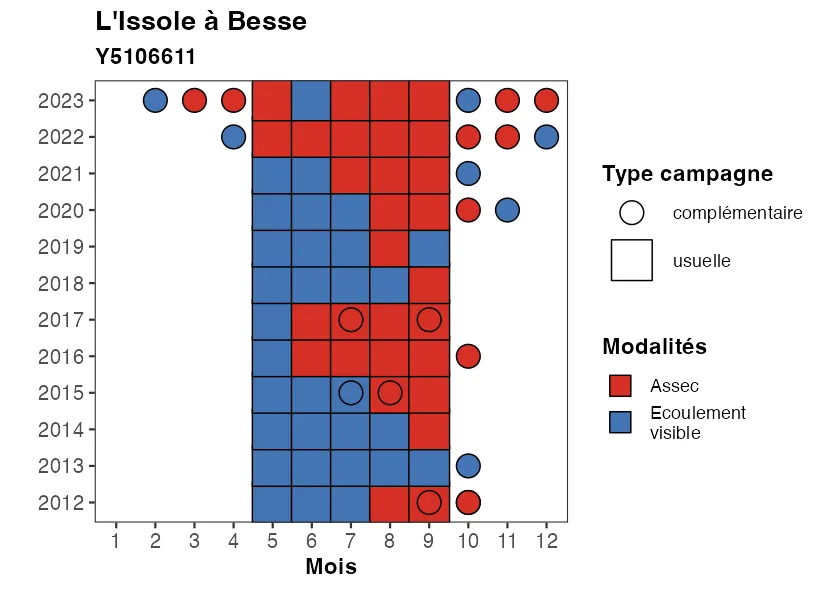 L'Issole à Besse
Y5106611
2023
2022
2021
2020
2019
2018
2017
2016
2015
2014
2013
2012
1 2 3 4 5 6 7 8 9 10 11 12
Mois
Type campagne
complémentaire
usuelle
Modalités
Assec
Ecoulement
visible